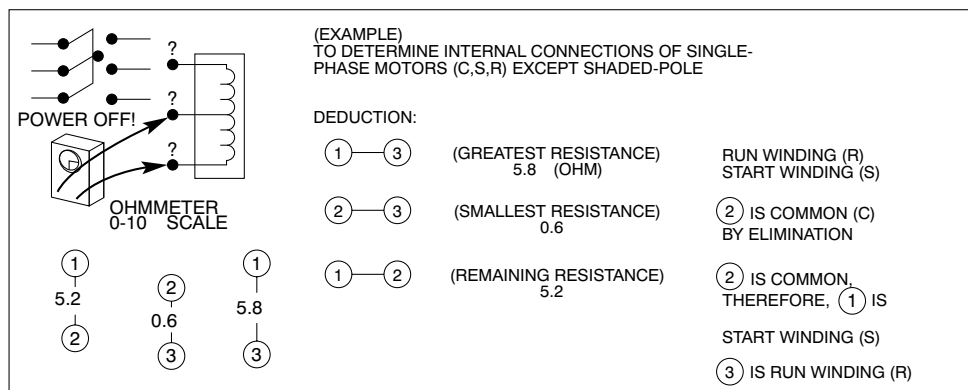 (EXAMPLE)
TO DETERMINE INTERNAL CONNECTIONS OF SINGLE-
PHASE MOTORS (C,S,R) EXCEPT SHADED-POLE
?
?
?
POWER OFF!
OHMMETER
0-10 SCALE
1
5.2
2
2
0.6
3
1
5.8
3
DEDUCTION:
1 3 (GREATEST RESISTANCE) RUN WINDING (R)
5.8 (OHM) START WINDING (S)
2 3 (SMALLEST RESISTANCE) 2 IS COMMON (C)
0.6 BY ELIMINATION
1 2 (REMAINING RESISTANCE) 2 IS COMMON,
5.2 THEREFORE, 1 IS
START WINDING (S)
3 IS RUN WINDING (R)